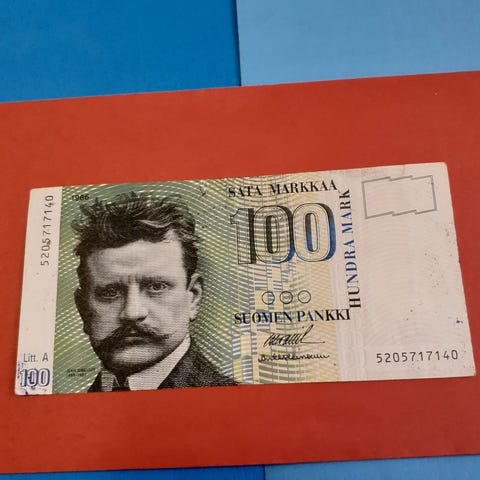 1986
SATA MARKKAA
100
HUNDRA MARK
SUOMEN PANKKI
5205717140
Litt. A
100
5205717140